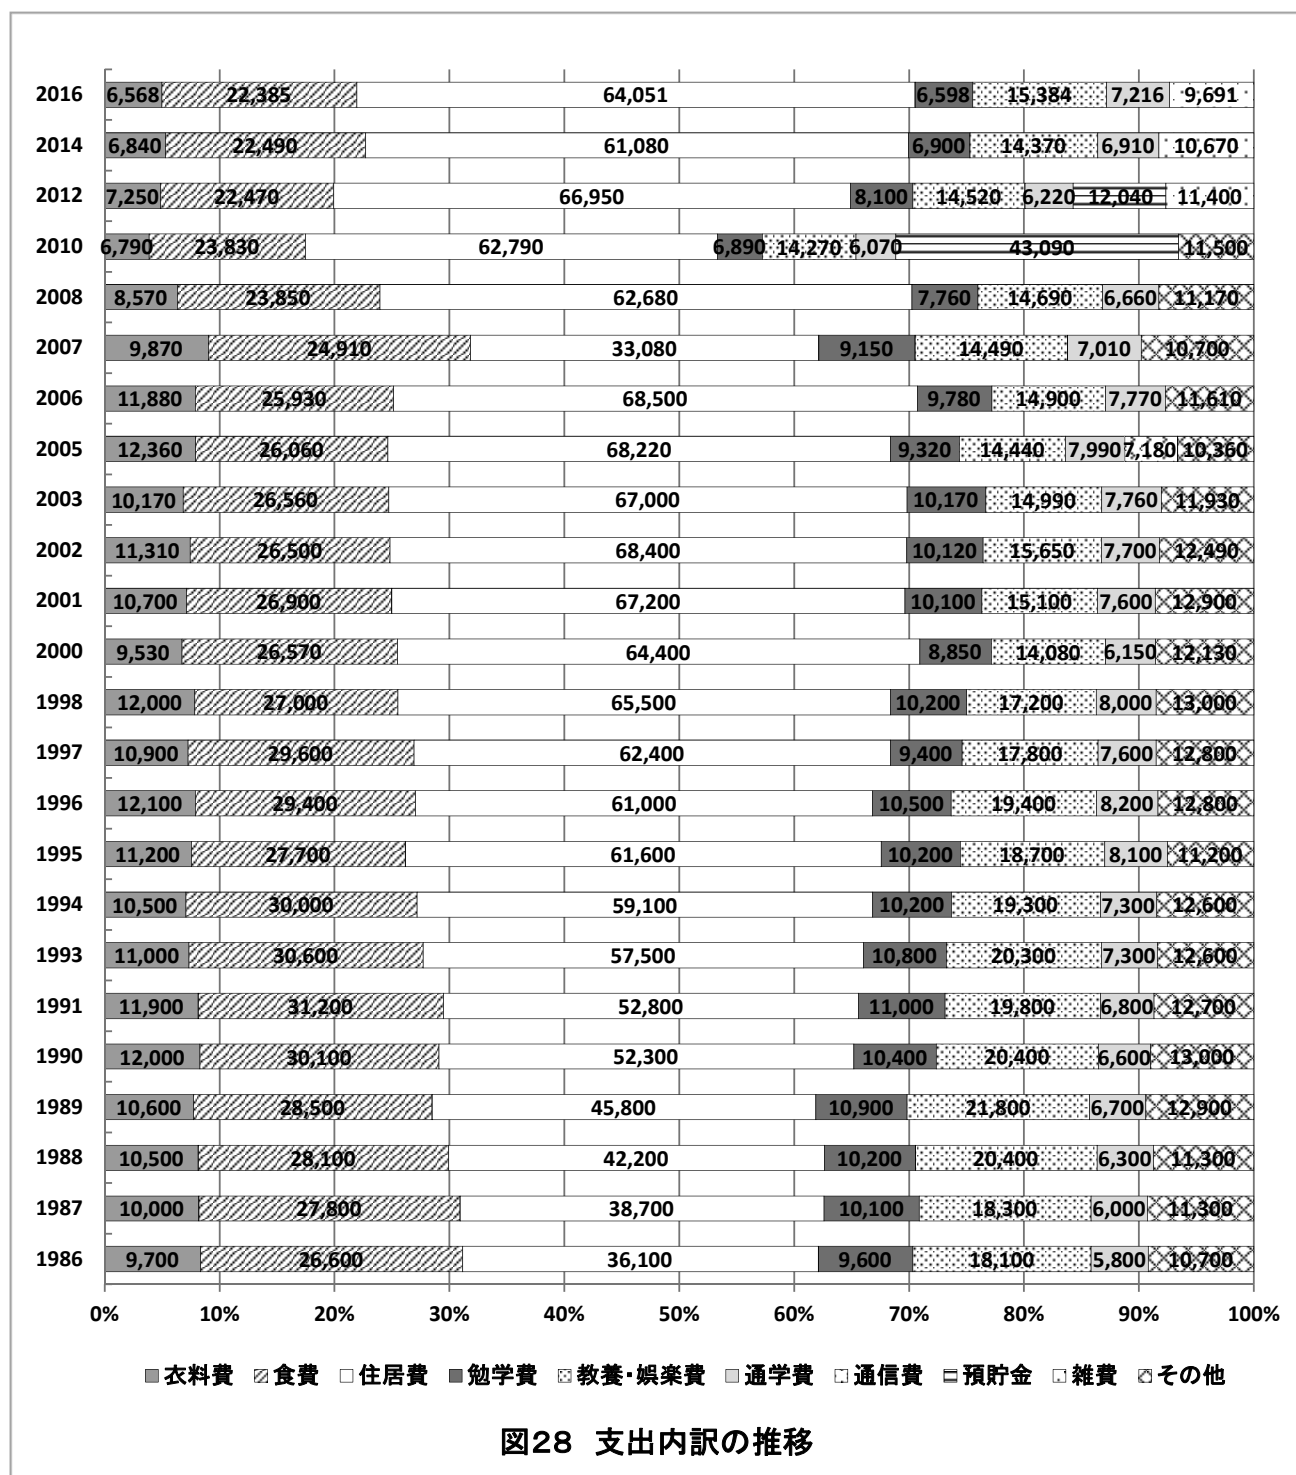 2016 6,568 22,385 64,051 6,598 15,384 7,216 9,691
2014 6,840 22,490 61,080 6,900 14,370 6,910 10,670
2012 7,250 22,470 66,950 8,100 14,520 6,220 12,040 11,400
2010 6,790 23,830 62,790 6,890 14,270 6,070 43,090 11,500
2008 8,570 23,850 62,680 7,760 14,690 6,660 11,170
2007 9,870 24,910 33,080 9,150 14,490 7,010 10,700
2006 11,880 25,930 68,500 9,780 14,900 7,770 11,610
2005 12,360 26,060 68,220 9,320 14,440 7,990 7,180 10,360
2003 10,170 26,560 67,000 10,170 14,990 7,760 11,930
2002 11,310 26,500 68,400 10,120 15,650 7,700 12,490
2001 10,700 26,900 67,200 10,100 15,100 7,600 12,900
2000 9,530 26,570 64,400 8,850 14,080 6,150 12,130
1998 12,000 27,000 65,500 10,200 17,200 8,000 13,000
1997 10,900 29,600 62,400 9,400 17,800 7,600 12,800
1996 12,100 29,400 61,000 10,500 19,400 8,200 12,800
1995 11,200 27,700 61,600 10,200 18,700 8,100 11,200
1994 10,500 30,000 59,100 10,200 19,300 7,300 12,600
1993 11,000 30,600 57,500 10,800 20,300 7,300 12,600
1991 11,900 31,200 52,800 11,000 19,800 6,800 12,700
1990 12,000 30,100 52,300 10,400 20,400 6,600 13,000
1989 10,600 28,500 45,800 10,900 21,800 6,700 12,900
1988 10,500 28,100 42,200 10,200 20,400 6,300 11,300
1987 10,000 27,800 38,700 10,100 18,300 6,000 11,300
1986 9,700 26,600 36,100 9,600 18,100 5,800 10,700
0% 10% 20% 30% 40% 50% 60% 70% 80% 90% 100%
衣料費 食費 住居費 勉学費 教養・娯楽費 通学費 通信費 預貯金 雑費 その他
図28 支出内訳の推移